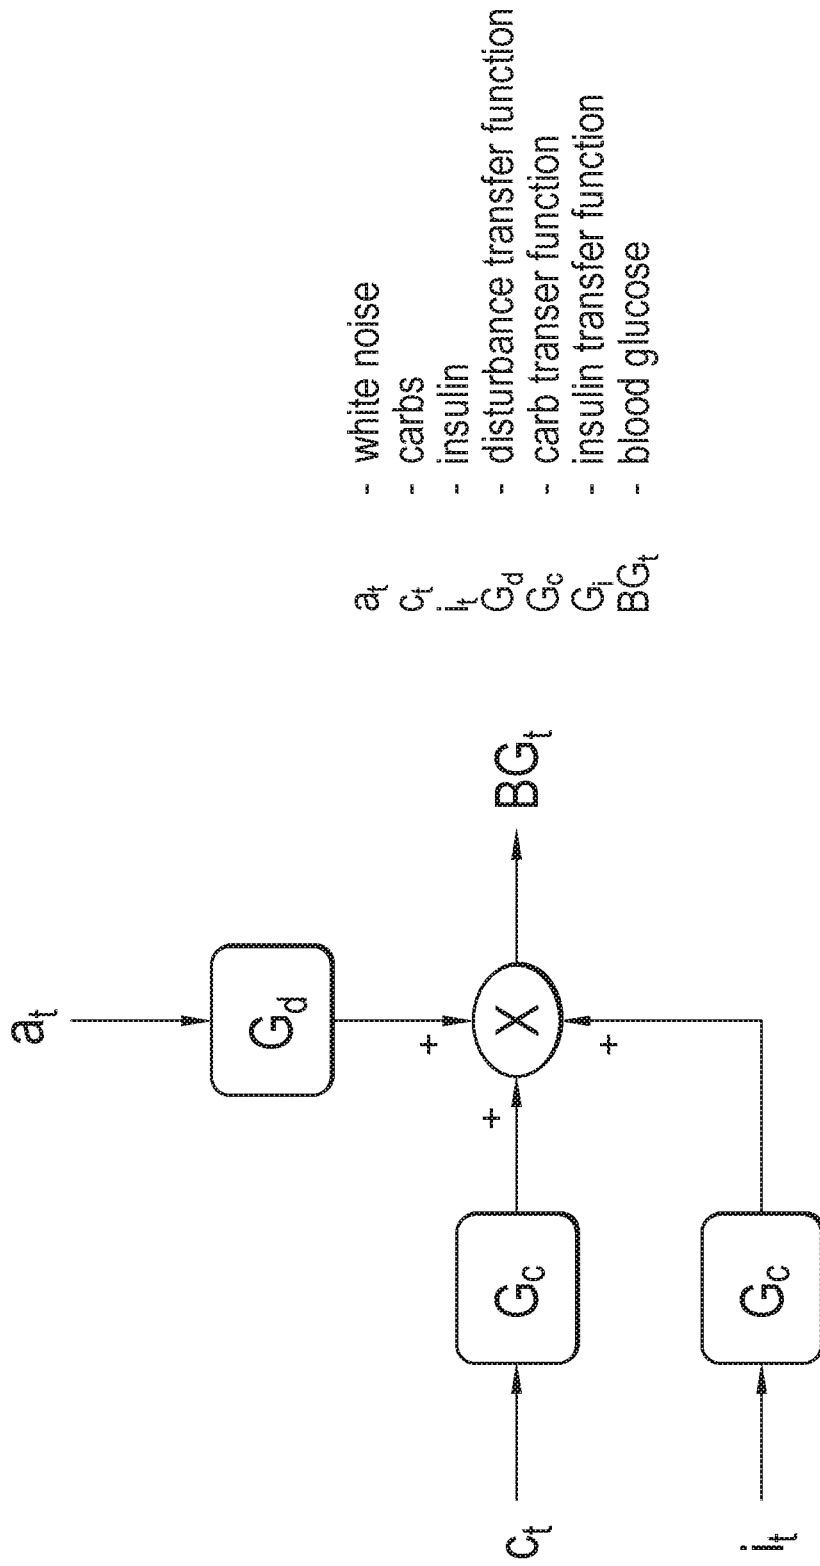 a_t
G_d
+
c_t
G_c
+
X
BG_t
+
i_t
G_c
a_t - white noise
c_t - carbs
i_t - insulin
G_d - disturbance transfer function
G_c - carb transer function
G_i - insulin transfer function
BG_t - blood glucose